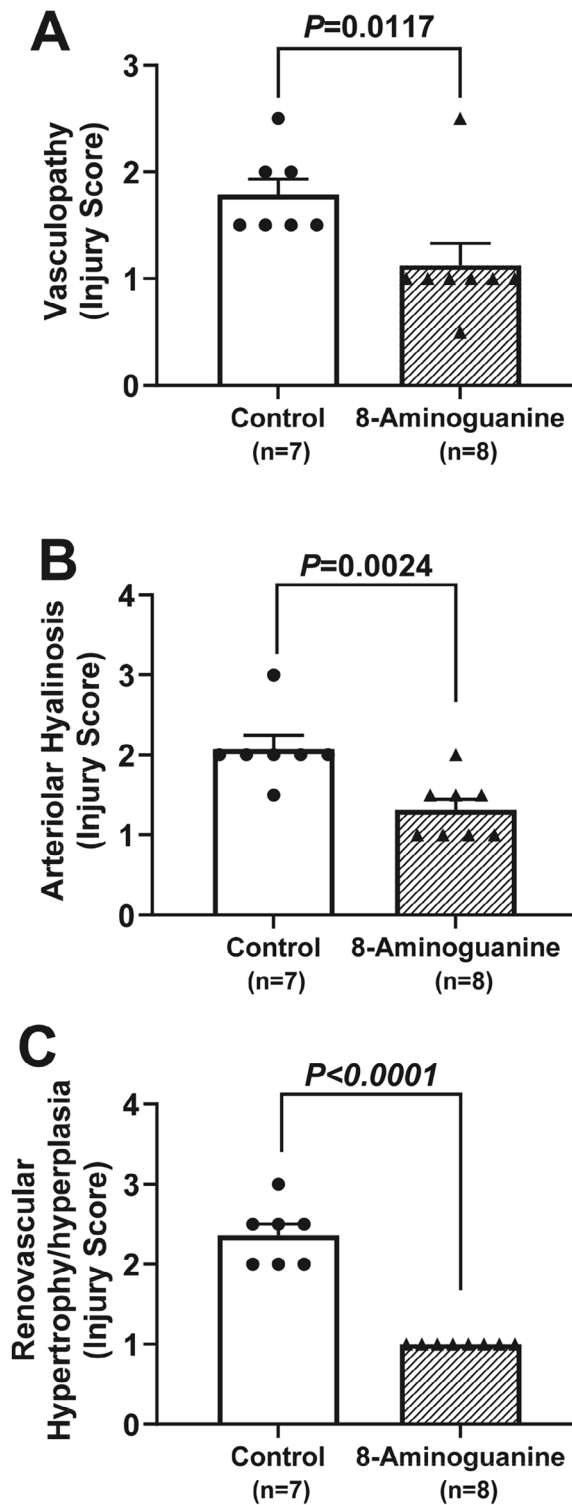 A
P=0.0117
Vasculopathy
(Injury Score)
3
2
1
0
Control
8-Aminoguanine
(n=7)
(n=8)
B
P=0.0024
Arteriolar Hyalinosis
(Injury Score)
4
3
2
1
0
Control
8-Aminoguanine
(n=7)
(n=8)
C
P<0.0001
Renovascular
Hypertrophy/hyperplasia
(Injury Score)
4
3
2
1
0
Control
8-Aminoguanine
(n=7)
(n=8)